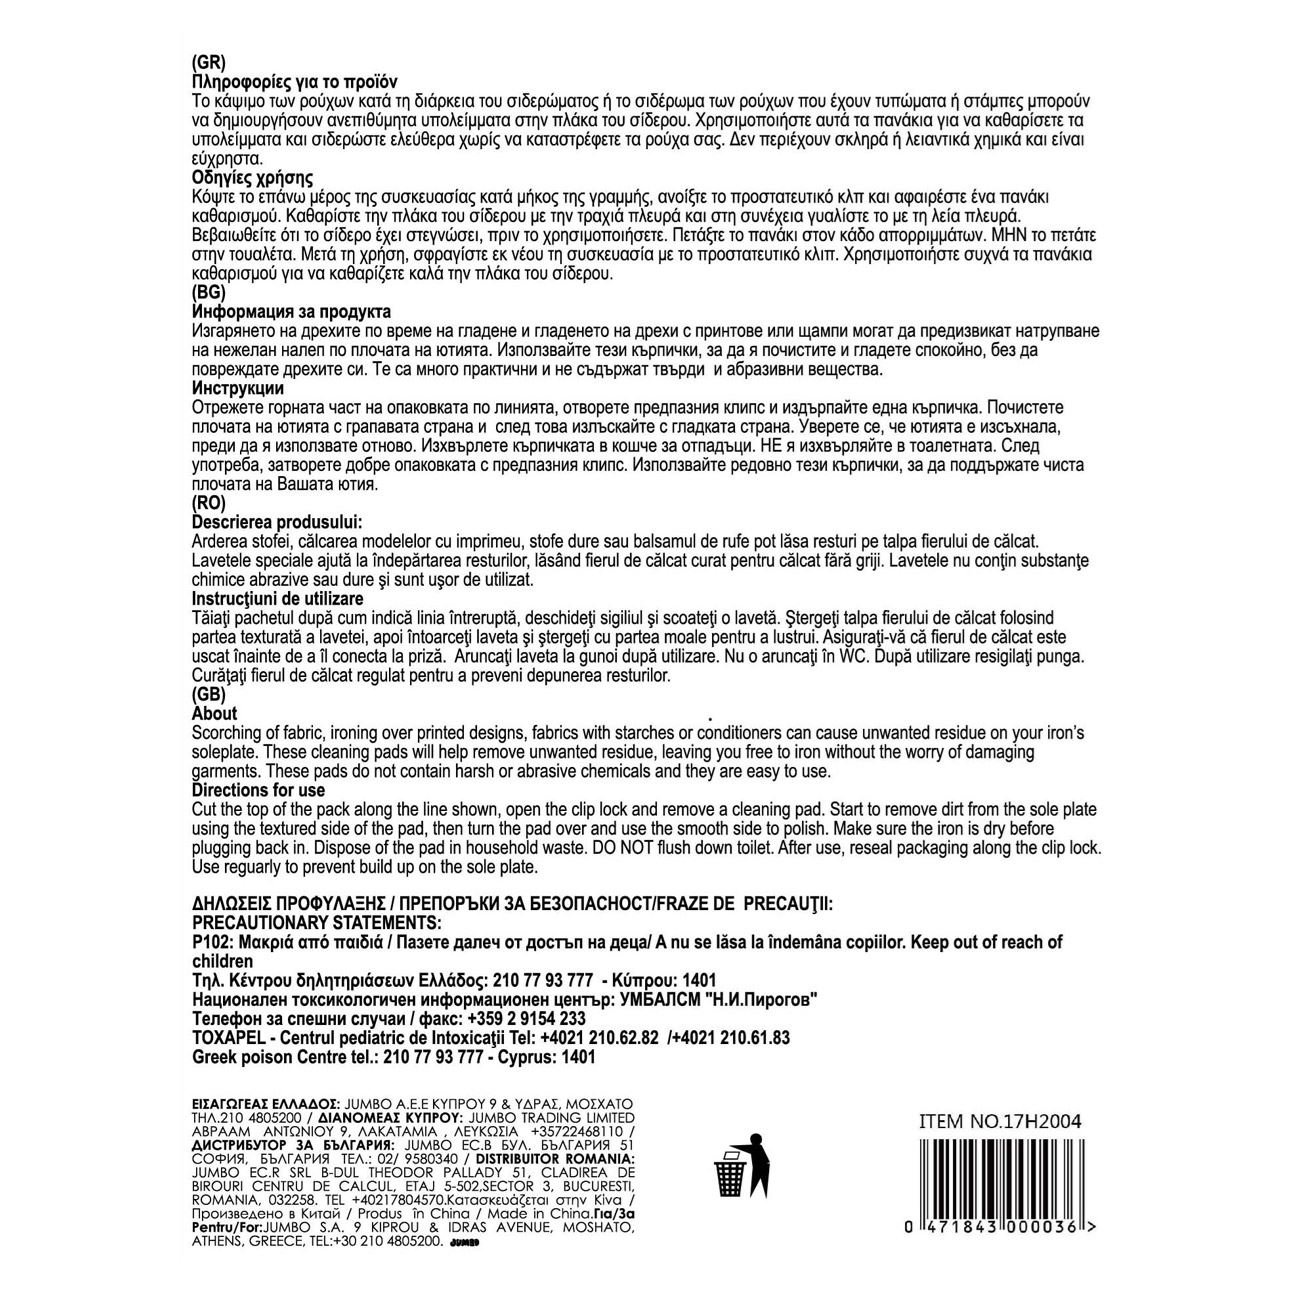 (GR)
Πληροφορίες για το προϊόν
Το κάψιμο των ρούχων κατά τη διάρκεια του σιδερώματος ή το σιδέρωμα των ρούχων που έχουν τυπώματα ή στάμπες μπορούν
να δημιουργήσουν ανεπιθύμητα υπολείμματα στην πλάκα του σίδερου. Χρησιμοποιήστε αυτά τα πανάκια για να καθαρίσετε τα
υπολείμματα και σιδερώστε ελεύθερα χωρίς να καταστρέφετε τα ρούχα σας. Δεν περιέχουν σκληρά ή λειαντικά χημικά και είναι
εύχρηστα.
Οδηγίες χρήσης
Κόψτε το επάνω μέρος της συσκευασίας κατά μήκος της γραμμής, ανοίξτε το προστατευτικό κλπ και αφαιρέστε ένα πανάκι
καθαρισμού. Καθαρίστε την πλάκα του σίδερου με την τραχιά πλευρά και στη συνέχεια γυαλίστε το με τη λεία πλευρά.
Βεβαιωθείτε ότι το σίδερο έχει στεγνώσει, πριν το χρησιμοποιήσετε. Πετάξτε το πανάκι στον κάδο απορριμμάτων. ΜΗΝ το πετάτε
στην τουαλέτα. Μετά τη χρήση, σφραγίστε εκ νέου τη συσκευασία με το προστατευτικό κλιπ. Χρησιμοποιήστε συχνά τα πανάκια
καθαρισμού για να καθαρίζετε καλά την πλάκα του σίδερου.
(BG)
Информация за продукта
Изгарянето на дрехите по време на гладене и гладенето на дрехи с принтове или щампи могат да предизвикат натрупване
на нежелан налеп по плочата на ютията. Използвайте тези кърпички, за да я почистите и гладете спокойно, без да
повреждате дрехите си. Те са много практични и не съдържат твърди  и абразивни вещества.
Инструкции
Отрежете горната част на опаковката по линията, отворете предпазния клипс и издърпайте една кърпичка. Почистете
плочата на ютията с грапавата страна и  след това излъскайте с гладката страна. Уверете се, че ютията е изсъхнала,
преди да я използвате отново. Изхвърлете кърпичката в кошче за отпадъци. НЕ я изхвърляйте в тоалетната. След
употреба, затворете добре опаковката с предпазния клипс. Използвайте редовно тези кърпички, за да поддържате чиста
плочата на Вашата ютия.
(RO)
Descrierea produsului:
Arderea stofei, călcarea modelelor cu imprimeu, stofe dure sau balsamul de rufe pot lăsa resturi pe talpa fierului de călcat.
Lavetele speciale ajută la îndepărtarea resturilor, lăsând fierul de călcat curat pentru călcat fără griji. Lavetele nu conţin substanţe
chimice abrazive sau dure şi sunt uşor de utilizat.
Instrucţiuni de utilizare
Tăiaţi pachetul după cum indică linia întreruptă, deschideţi sigiliul şi scoateţi o lavetă. Ştergeţi talpa fierului de călcat folosind
partea texturată a lavetei, apoi întoarceţi laveta şi ştergeţi cu partea moale pentru a lustrui. Asiguraţi-vă că fierul de călcat este
uscat înainte de a îl conecta la priză.  Aruncaţi laveta la gunoi după utilizare. Nu o aruncaţi în WC. După utilizare resigilaţi punga.
Curăţaţi fierul de călcat regulat pentru a preveni depunerea resturilor.
(GB)
About
Scorching of fabric, ironing over printed designs, fabrics with starches or conditioners can cause unwanted residue on your iron's
soleplate. These cleaning pads will help remove unwanted residue, leaving you free to iron without the worry of damaging
garments. These pads do not contain harsh or abrasive chemicals and they are easy to use.
Directions for use
Cut the top of the pack along the line shown, open the clip lock and remove a cleaning pad. Start to remove dirt from the sole plate
using the textured side of the pad, then turn the pad over and use the smooth side to polish. Make sure the iron is dry before
plugging back in. Dispose of the pad in household waste. DO NOT flush down toilet. After use, reseal packaging along the clip lock.
Use reguarly to prevent build up on the sole plate.
ΔΗΛΩΣΕΙΣ ΠΡΟΦΥΛΑΞΗΣ / ПРЕПОРЪКИ ЗА БЕЗОПАСНОСТ/FRAZE DE  PRECAUŢII:
PRECAUTIONARY STATEMENTS:
P102: Μακριά από παιδιά / Пазете далеч от достъп на деца/ A nu se lăsa la îndemâna copiilor. Keep out of reach of
children
Τηλ. Κέντρου δηλητηριάσεων Ελλάδος: 210 77 93 777  - Κύπρου: 1401
Национален токсикологичен информационен център: УМБАЛСМ "Н.И.Пирогов"
Телефон за спешни случаи / факс: +359 2 9154 233
TOXAPEL - Centrul pediatric de Intoxicaţii Tel: +4021 210.62.82  /+4021 210.61.83
Greek poison Centre tel.: 210 77 93 777 - Cyprus: 1401
ΕΙΣΑΓΩΓΕΑΣ ΕΛΛΑΔΟΣ: JUMBO Α.Ε.Ε ΚΥΠΡΟΥ 9 & ΥΔΡΑΣ, ΜΟΣΧΑΤΟ
ΤΗΛ.210 4805200 / ΔΙΑΝΟΜΕΑΣ ΚΥΠΡΟΥ: JUMBO TRADING LIMITED
ΑΒΡΑΑΜ ΑΝΤΩΝΙΟΥ 9, ΛΑΚΑΤΑΜΙΑ , ΛΕΥΚΩΣΙΑ +35722468110 /
ДИСТРИБУТОР ЗА БЪЛГАРИЯ: JUMBO EC.B БУЛ. БЪЛГАРИЯ 51
СОФИЯ, БЪЛГАРИЯ ТЕЛ.: 02/ 9580340 / DISTRIBUITOR ROMANIA:
JUMBO EC.R SRL B-DUL THEODOR PALLADY 51, CLADIREA DE
BIROURI CENTRU DE CALCUL, ETAJ 5-502,SECTOR 3, BUCURESTI,
ROMANIA, 032258. TEL +40217804570.Κατασκευάζεται στην Κίνα /
Произведено в Китай / Produs în China / Made in China.Για/За
Pentru/For:JUMBO S.A. 9 KIPROU & IDRAS AVENUE, MOSHATO,
ATHENS, GREECE, TEL:+30 210 4805200. JUMBO
ITEM NO.17H2004
0 471843 000036 >